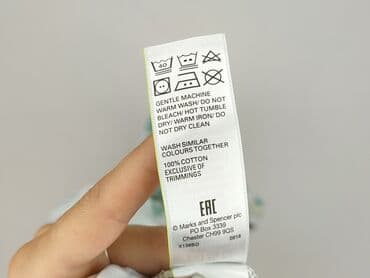 40
GENTLE MACHINE
WARM WASH/ DO NOT
BLEACH/ HOT TUMBLE
DRY/ WARM IRON/ DO
NOT DRY CLEAN
WASH SIMILAR
COLOURS TOGETHER
100% COTTON
EXCLUSIVE OF
TRIMMINGS
EAC
© Marks and Spencer plc
PO Box 3339
Chester CH99 9QS